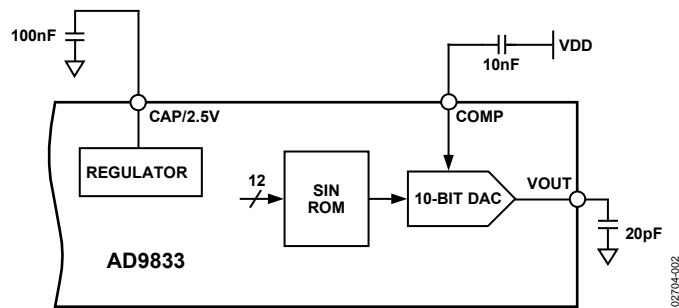 100nF
10nF
VDD
CAP/2.5V
COMP
REGULATOR
12
SIN
ROM
10-BIT DAC
VOUT
20pF
AD9833
02704-002